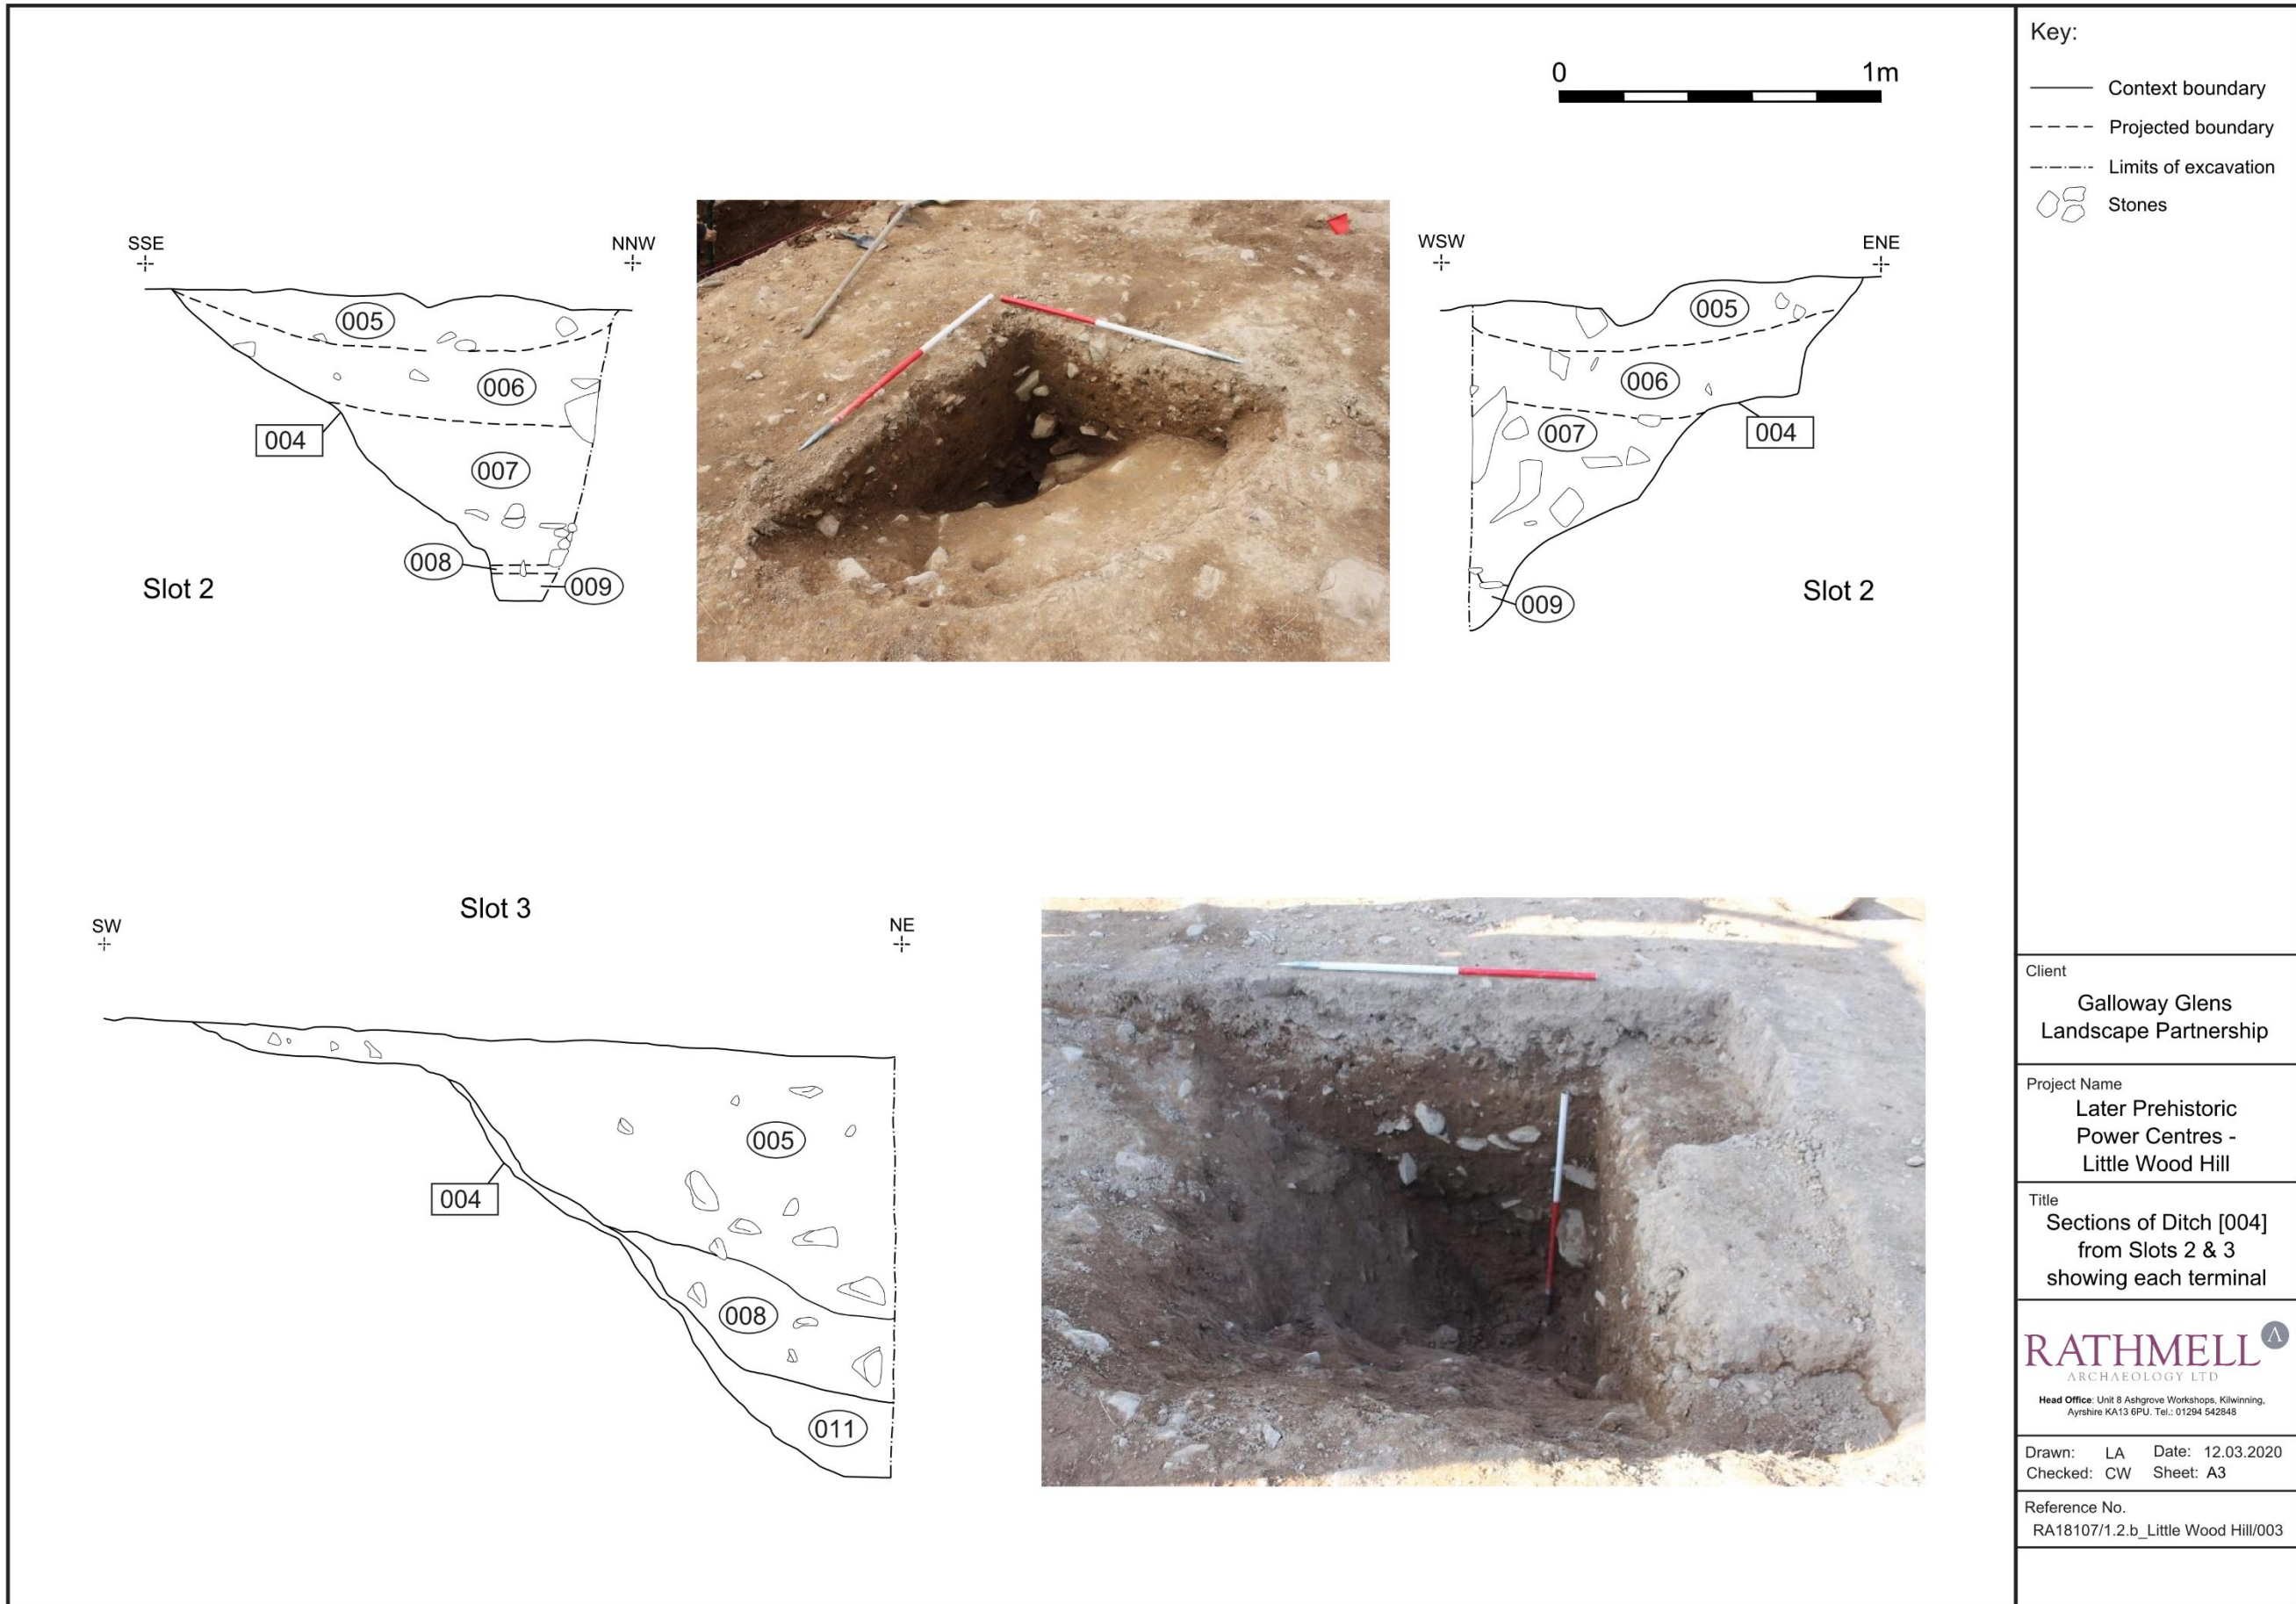 0 1m
SSE NNW
005
006
004
007
008
009
Slot 2
WSW ENE
005
006
007
004
009
Slot 2
Slot 3
SW NE
005
004
008
011
Key:
Context boundary
Projected boundary
Limits of excavation
Stones
Client
Galloway Glens
Landscape Partnership
Project Name
Later Prehistoric
Power Centres -
Little Wood Hill
Title
Sections of Ditch [004]
from Slots 2 & 3
showing each terminal
RATHMELL Λ
ARCHAEOLOGY LTD
Head Office: Unit 8 Ashgrove Workshops, Kilwinning,
Ayrshire KA13 6PU. Tel.: 01294 542848
Drawn: LA Date: 12.03.2020
Checked: CW Sheet: A3
Reference No.
RA18107/1.2.b_Little Wood Hill/003